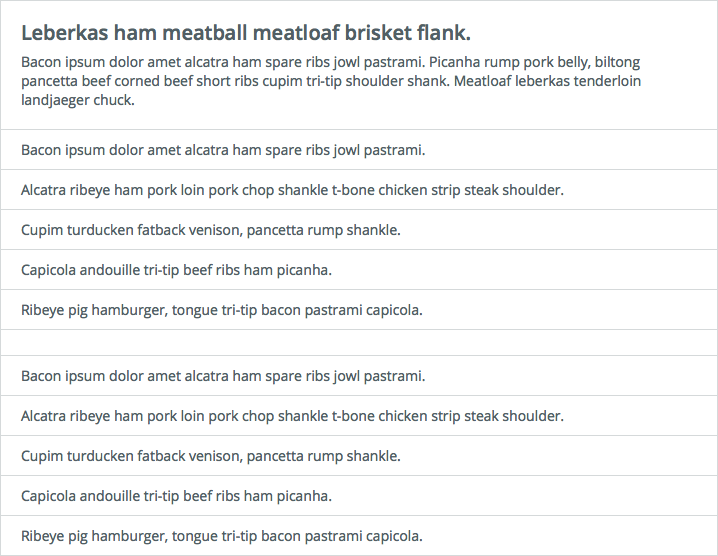 Leberkas ham meatball meatloaf brisket flank.
Bacon ipsum dolor amet alcatra ham spare ribs jowl pastrami. Picanha rump pork belly, biltong
pancetta beef corned beef short ribs cupim tri-tip shoulder shank. Meatloaf leberkas tenderloin
landjaeger chuck.
Bacon ipsum dolor amet alcatra ham spare ribs jowl pastrami.
Alcatra ribeye ham pork loin pork chop shankle t-bone chicken strip steak shoulder.
Cupim turducken fatback venison, pancetta rump shankle.
Capicola andouille tri-tip beef ribs ham picanha.
Ribeye pig hamburger, tongue tri-tip bacon pastrami capicola.
Bacon ipsum dolor amet alcatra ham spare ribs jowl pastrami.
Alcatra ribeye ham pork loin pork chop shankle t-bone chicken strip steak shoulder.
Cupim turducken fatback venison, pancetta rump shankle.
Capicola andouille tri-tip beef ribs ham picanha.
Ribeye pig hamburger, tongue tri-tip bacon pastrami capicola.